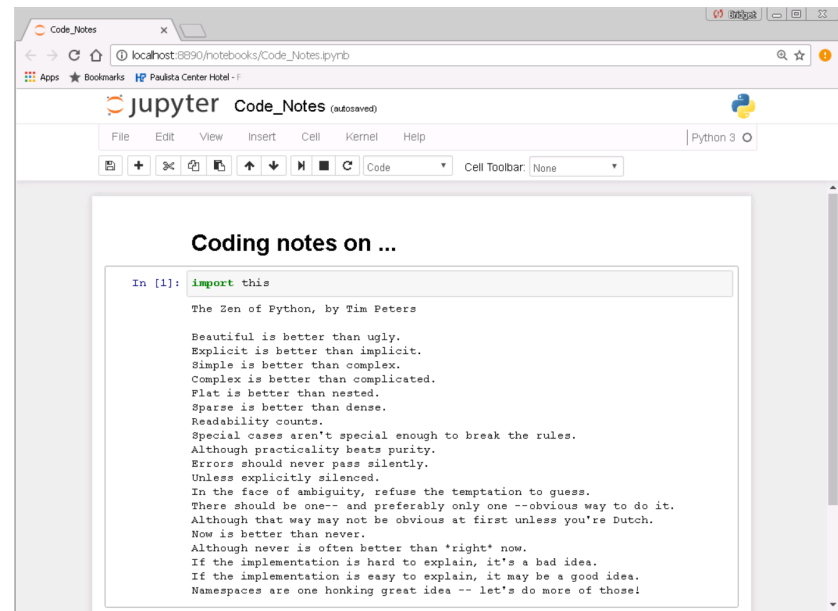 Bridget
Code_Notes
localhost:8890/notebooks/Code_Notes.ipynb
Apps Bookmarks HP Paulista Center Hotel - F
jupyter Code_Notes (autosaved)
File Edit View Insert Cell Kernel Help Python 3
Code Cell Toolbar: None
Coding notes on ...
In [1]: import this
The Zen of Python, by Tim Peters
Beautiful is better than ugly.
Explicit is better than implicit.
Simple is better than complex.
Complex is better than complicated.
Flat is better than nested.
Sparse is better than dense.
Readability counts.
Special cases aren't special enough to break the rules.
Although practicality beats purity.
Errors should never pass silently.
Unless explicitly silenced.
In the face of ambiguity, refuse the temptation to guess.
There should be one-- and preferably only one --obvious way to do it.
Although that way may not be obvious at first unless you're Dutch.
Now is better than never.
Although never is often better than *right* now.
If the implementation is hard to explain, it's a bad idea.
If the implementation is easy to explain, it may be a good idea.
Namespaces are one honking great idea -- let's do more of those!